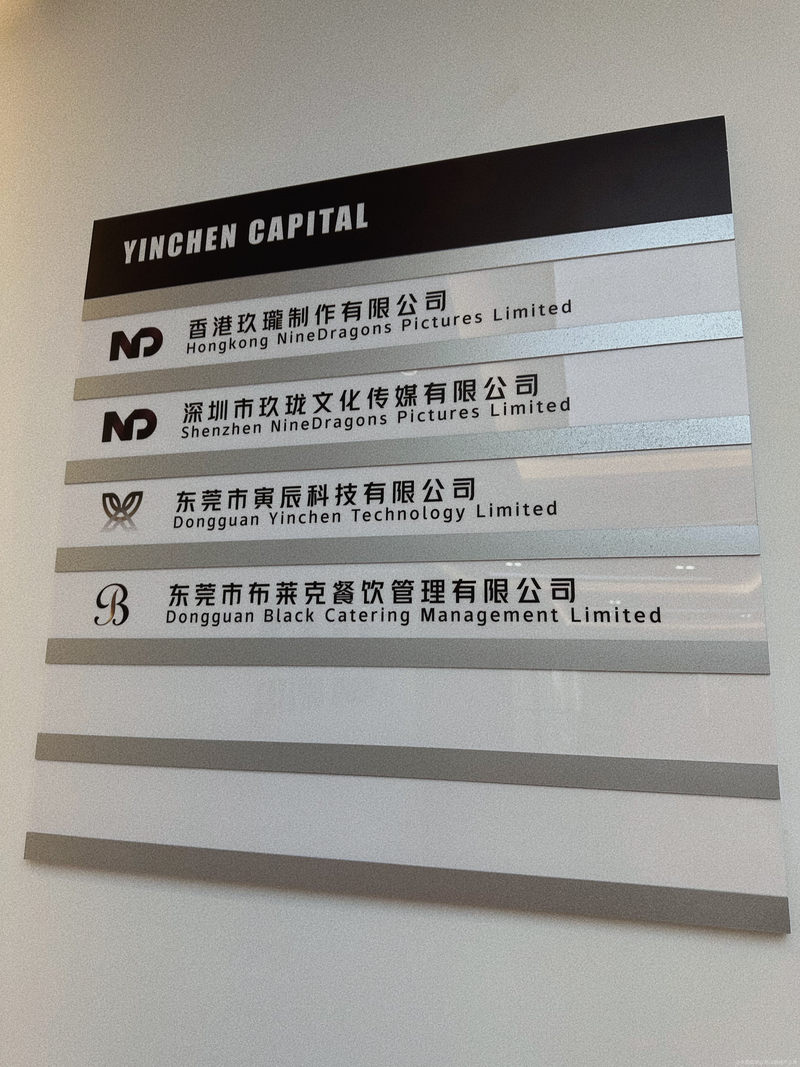 YINCHEN CAPITAL
ND
香港玖瓏制作有限公司
Hongkong NineDragons Pictures Limited
ND
深圳市玖珑文化传媒有限公司
Shenzhen NineDragons Pictures Limited
东莞市寅辰科技有限公司
Dongguan Yinchen Technology Limited
B
东莞市布莱克餐饮管理有限公司
Dongguan Black Catering Management Limited